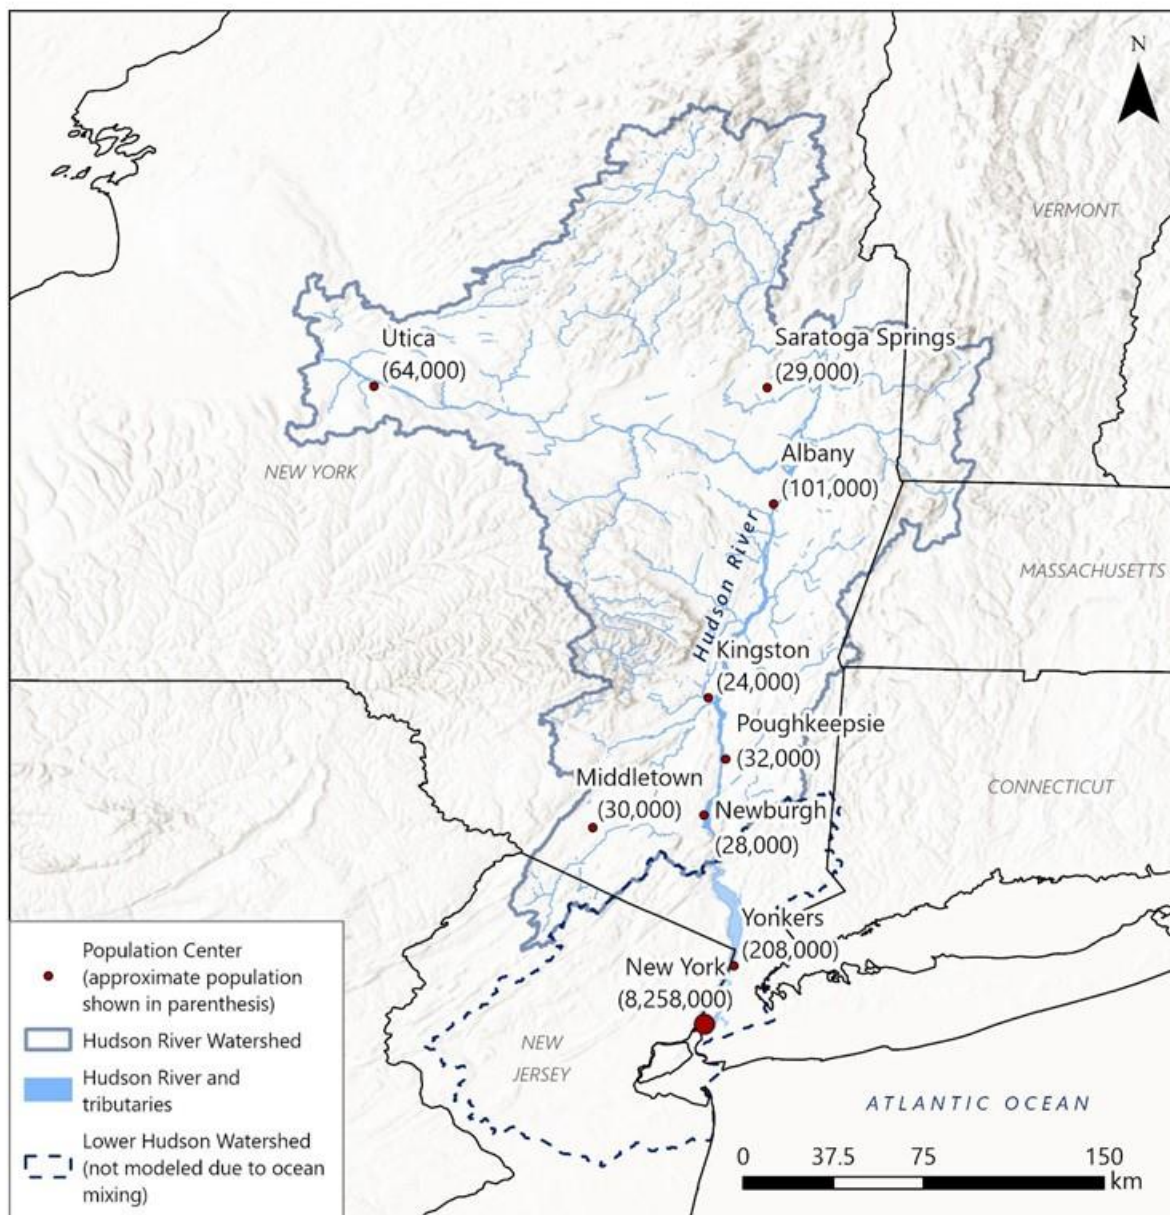 N
VERMONT
Utica
(64,000)
Saratoga Springs
(29,000)
NEW YORK
Albany
(101,000)
Hudson River
MASSACHUSETTS
Kingston
(24,000)
Poughkeepsie
(32,000)
Middletown
(30,000)
Newburgh
(28,000)
CONNECTICUT
Yonkers
(208,000)
New York
(8,258,000)
NEW
JERSEY
ATLANTIC OCEAN
Population Center
(approximate population
shown in parenthesis)
Hudson River Watershed
Hudson River and
tributaries
Lower Hudson Watershed
(not modeled due to ocean
mixing)
0 37.5 75 150
km